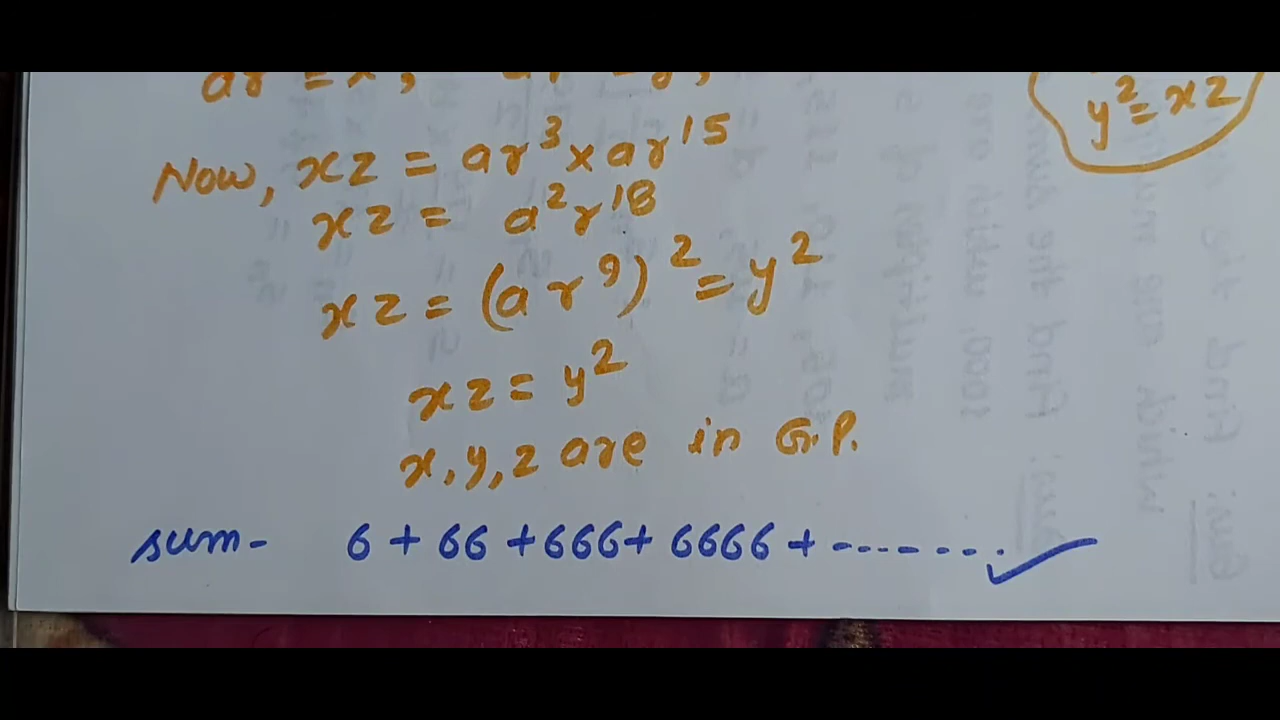 y² = xz
Now, xz = ar³ × ar¹⁵
xz = a²r¹⁸
xz = (ar⁹)² = y²
xz = y²
x, y, z are in G.P.
sum- 6 + 66 + 666 + 6666 + --------